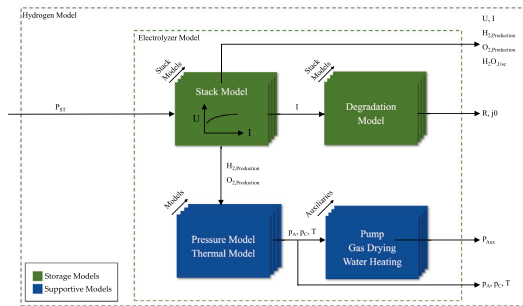 Hydrogen Model
U, I
H2,Production
O2,Production
H2O,Use
Electrolyzer Model
Stack
Models
Stack Model
U
I
PST
I
Stack
Models
Degradation
Model
R, j0
H2,Production
O2,Production
Models
Pressure Model
Thermal Model
pA, pC, T
Auxiliaries
Pump
Gas Drying
Water Heating
PAux
pA, pC, T
Storage Models
Supportive Models